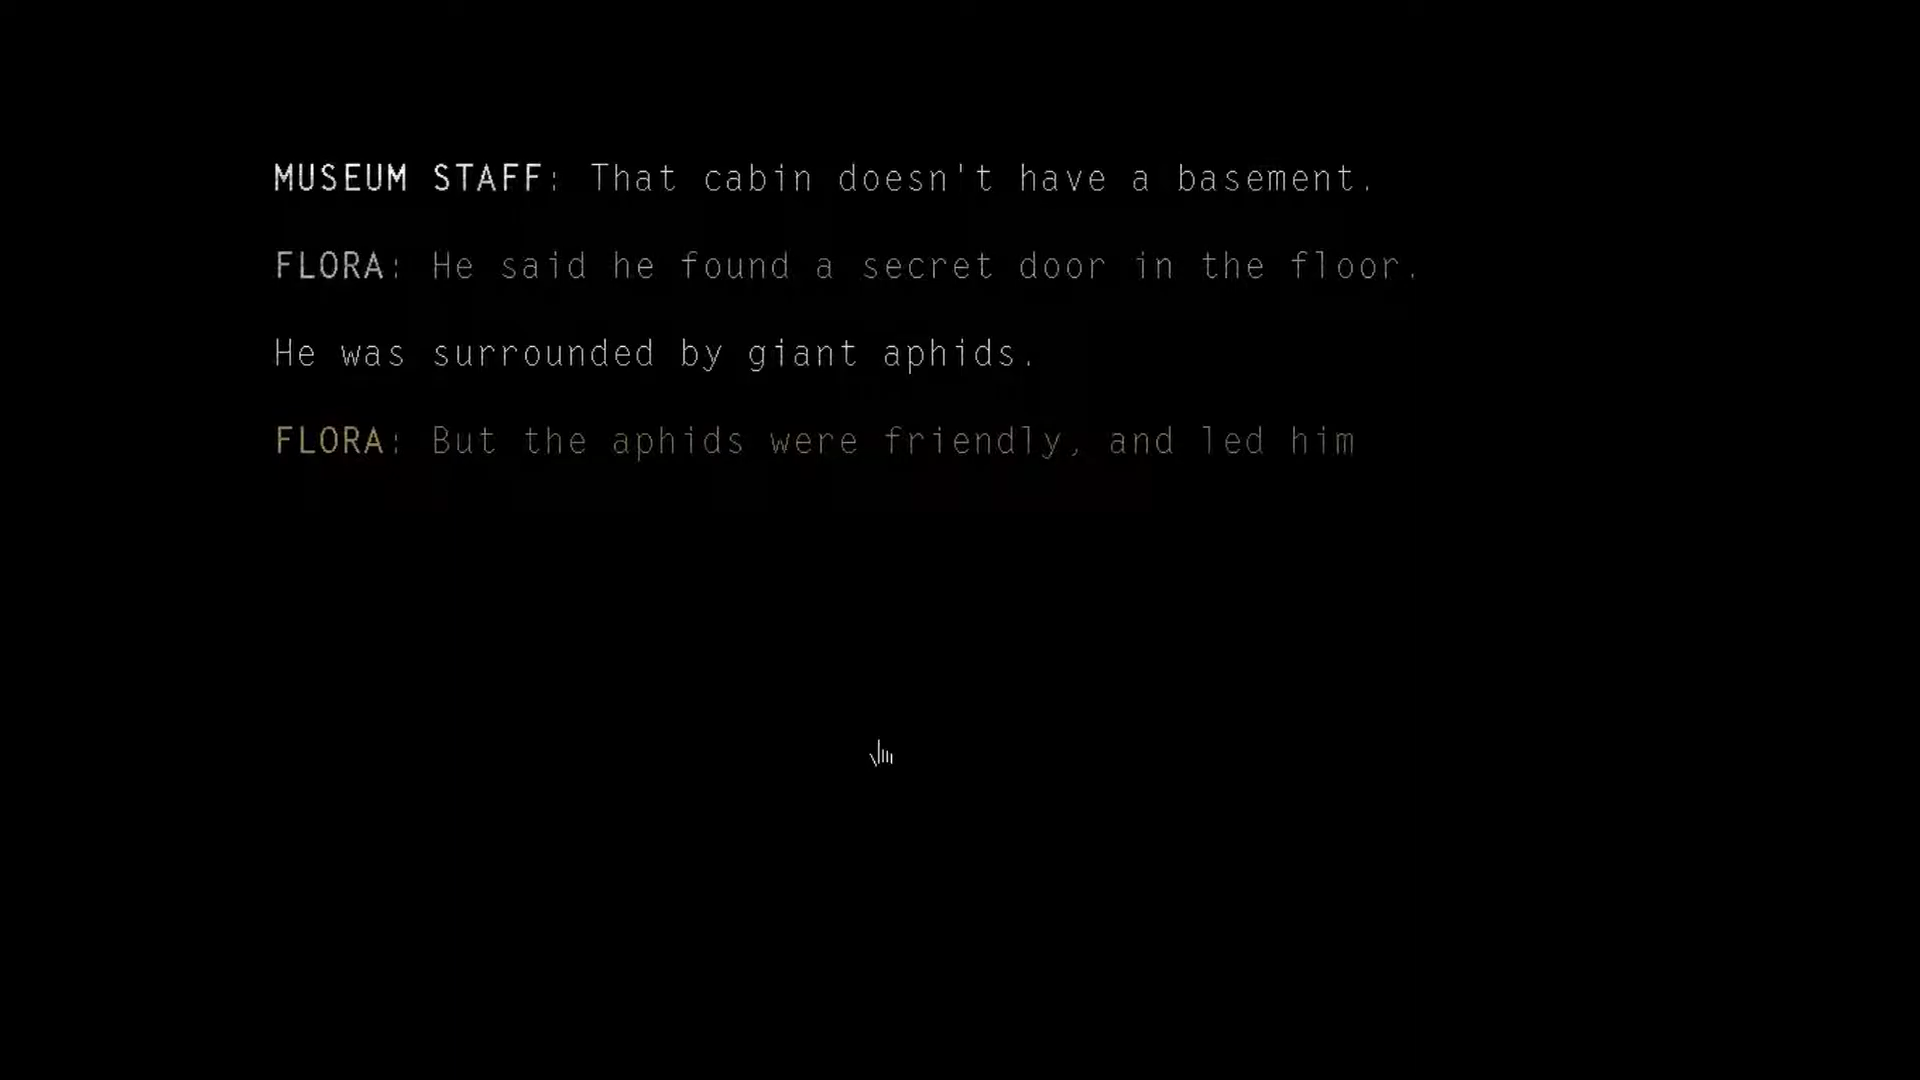 MUSEUM STAFF: That cabin doesn't have a basement.
FLORA: He said he found a secret door in the floor.
He was surrounded by giant aphids.
FLORA: But the aphids were friendly, and led him